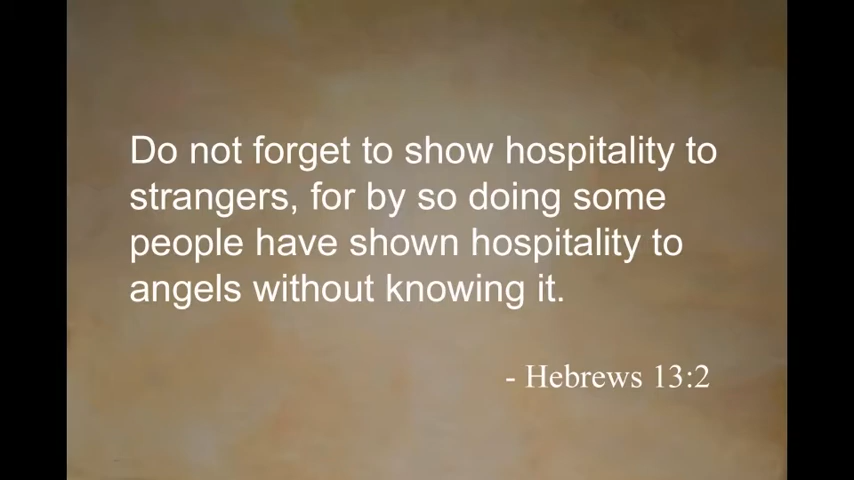 Do not forget to show hospitality to
strangers, for by so doing some
people have shown hospitality to
angels without knowing it.
- Hebrews 13:2